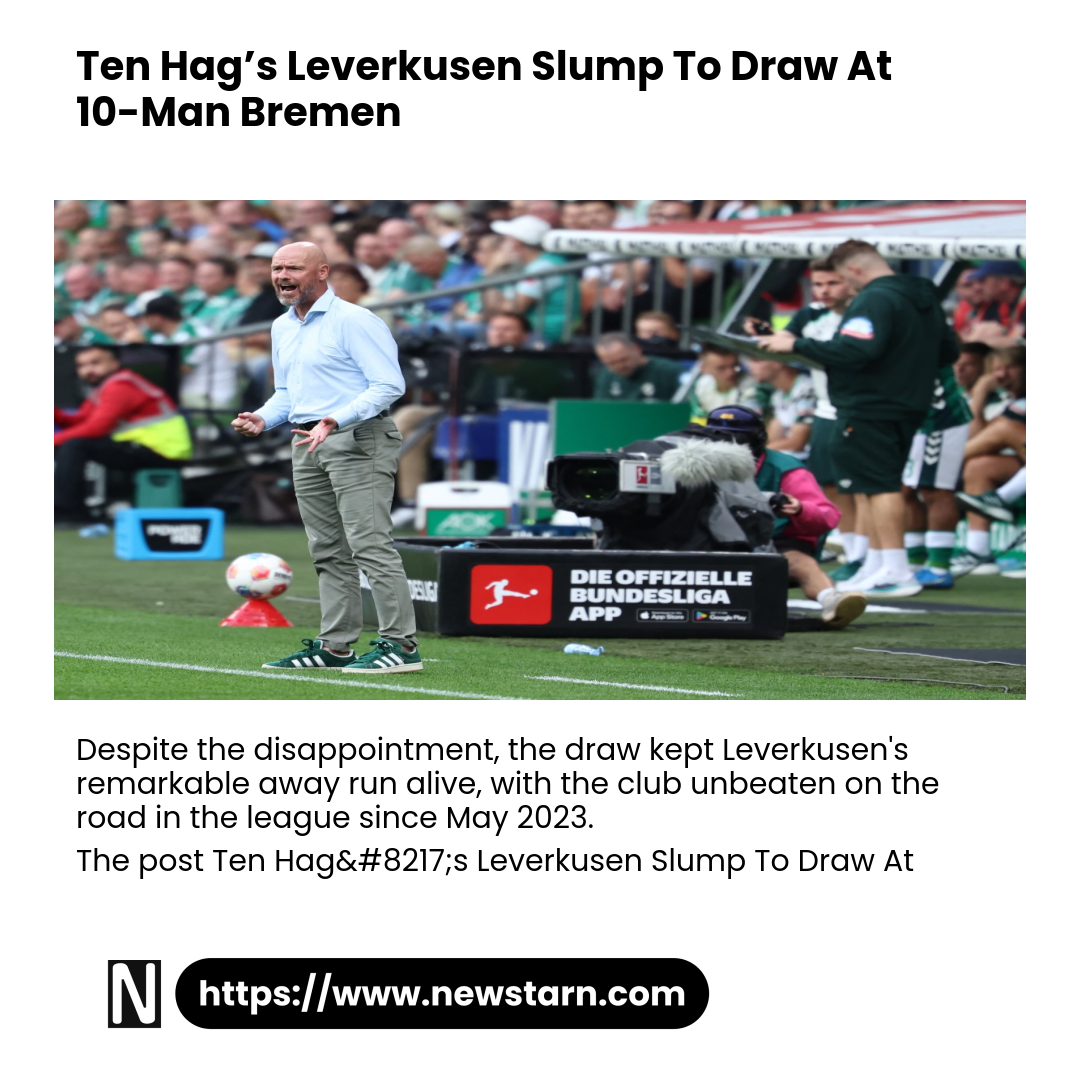 Ten Hag’s Leverkusen Slump To Draw At
10-Man Bremen
POWER
ADE
AOK
BUNDESLIGA
DIE OFFIZIELLE
BUNDESLIGA
APP
App Store
Google Play
Despite the disappointment, the draw kept Leverkusen's
remarkable away run alive, with the club unbeaten on the
road in the league since May 2023.
The post Ten Hag&#8217;s Leverkusen Slump To Draw At
N
https://www.newstarn.com